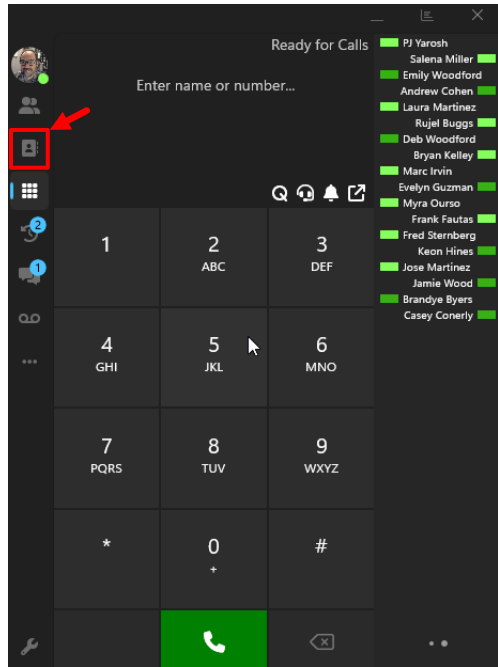 Ready for Calls
Enter name or number...
2
1
1
2
ABC
3
DEF
4
GHI
5
JKL
6
MNO
7
PQRS
8
TUV
9
WXYZ
*
0
+
#
PJ Yarosh
Salena Miller
Emily Woodford
Andrew Cohen
Laura Martinez
Rujel Buggs
Deb Woodford
Bryan Kelley
Marc Irvin
Evelyn Guzman
Myra Ourso
Frank Fautas
Fred Sternberg
Keon Hines
Jose Martinez
Jamie Wood
Brandye Byers
Casey Conerly